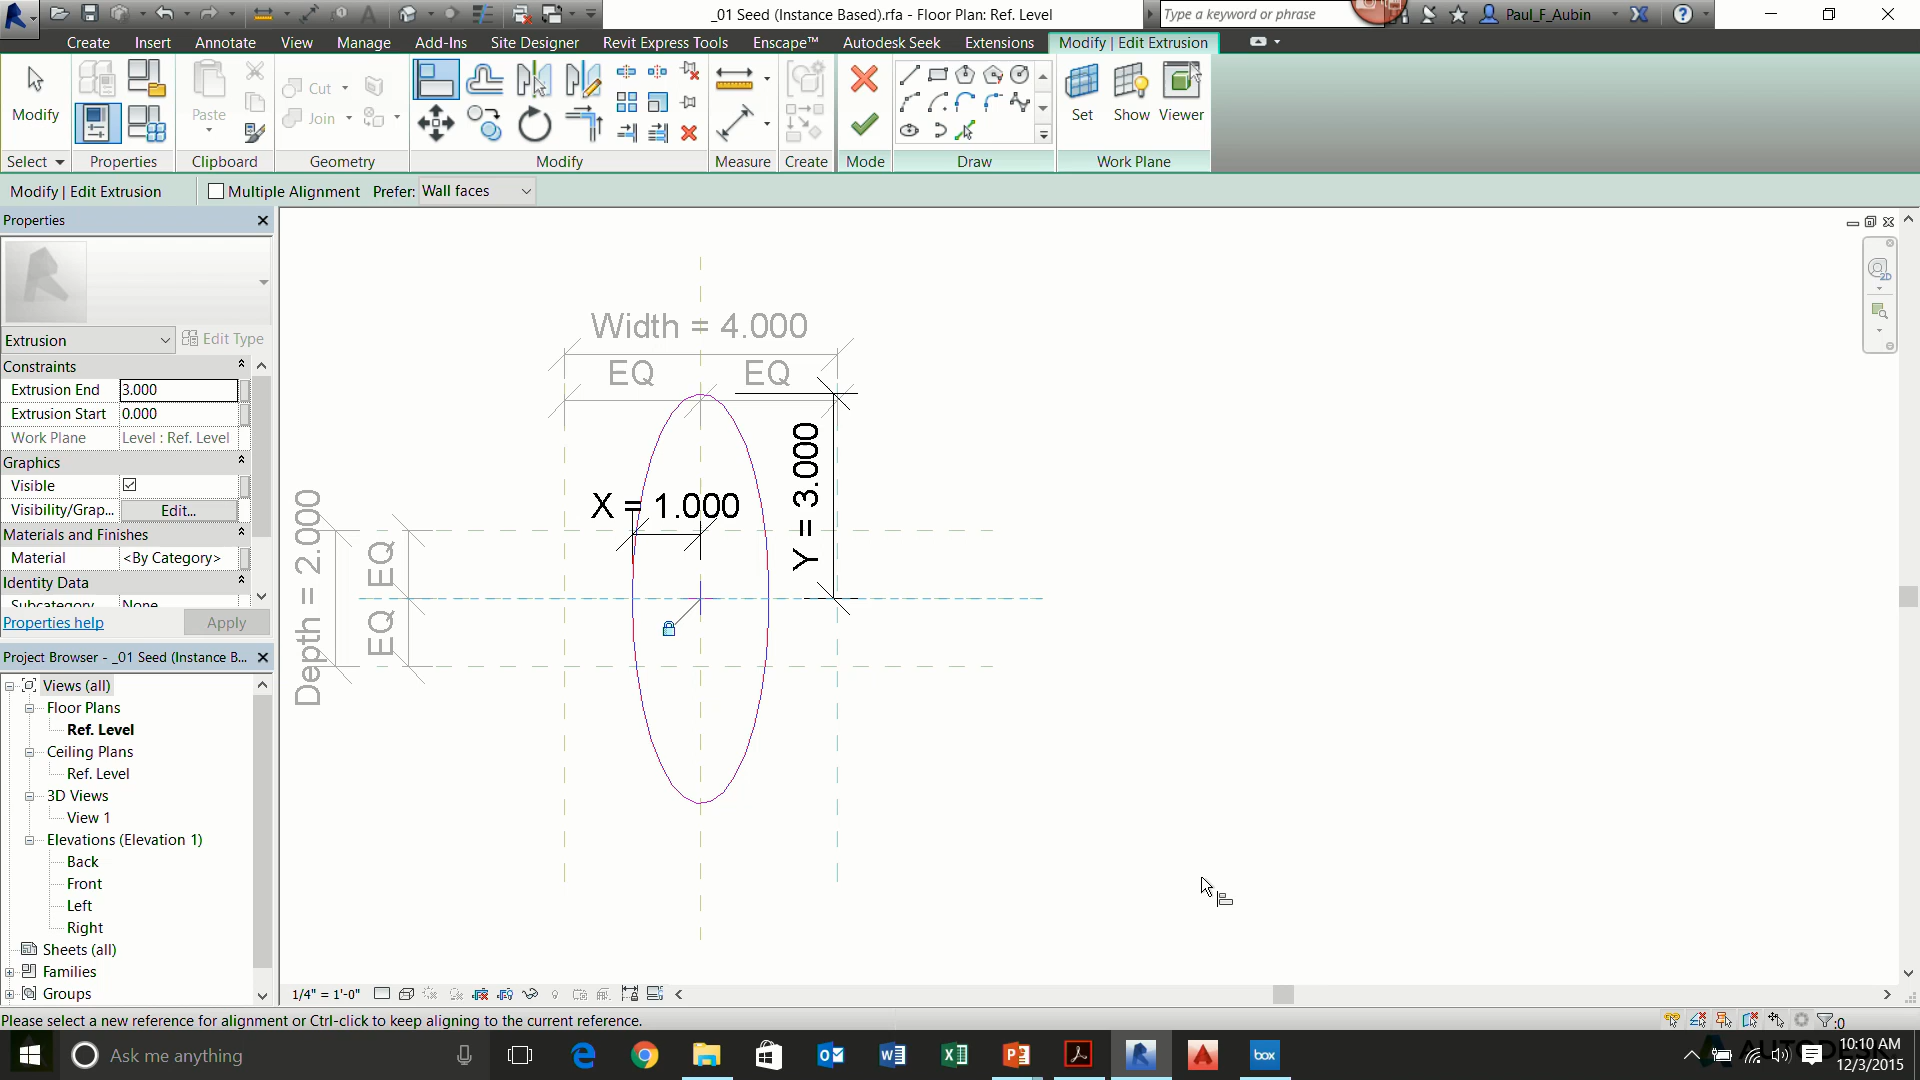 _01 Seed (Instance Based).rfa - Floor Plan: Ref. Level
Type a keyword or phrase
Paul_F_Aubin
Create Insert Annotate View Manage Add-Ins Site Designer Revit Express Tools Enscape™ Autodesk Seek Extensions Modify | Edit Extrusion
Modify
Paste
Cut
Join
Set Show Viewer
Select Properties Clipboard Geometry Modify Measure Create Mode Draw Work Plane
Modify | Edit Extrusion Multiple Alignment Prefer: Wall faces
Properties
Extrusion Edit Type
Constraints
Extrusion End 3.000
Extrusion Start 0.000
Work Plane Level : Ref. Level
Graphics
Visible
Visibility/Grap... Edit...
Materials and Finishes
Material <By Category>
Identity Data
Subcategory None
Properties help Apply
Project Browser - _01 Seed (Instance B...
Views (all)
Floor Plans
Ref. Level
Ceiling Plans
Ref. Level
3D Views
View 1
Elevations (Elevation 1)
Back
Front
Left
Right
Sheets (all)
Families
Groups
Width = 4.000
EQ EQ
X = 1.000
Y = 3.000
Depth = 2.000
EQ
EQ
2D
1/4" = 1'-0"
Please select a new reference for alignment or Ctrl-click to keep aligning to the current reference.
:0
Ask me anything
box
10:10 AM
12/3/2015
AUTODESK